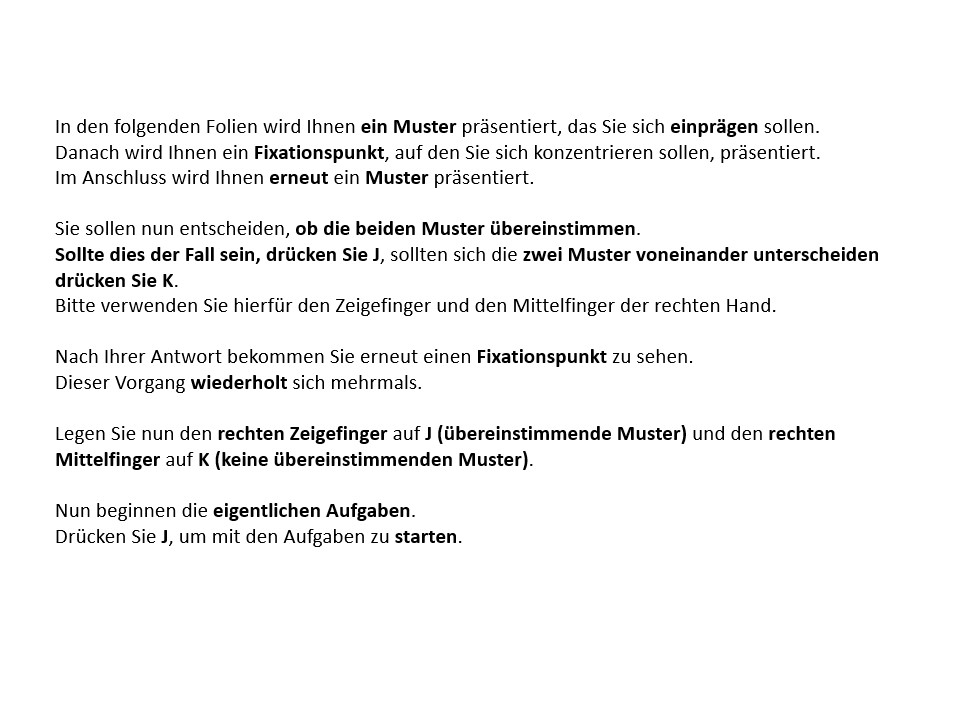 In den folgenden Folien wird Ihnen ein Muster präsentiert, das Sie sich einprägen sollen.
Danach wird Ihnen ein Fixationspunkt, auf den Sie sich konzentrieren sollen, präsentiert.
Im Anschluss wird Ihnen erneut ein Muster präsentiert.
Sie sollen nun entscheiden, ob die beiden Muster übereinstimmen.
Sollte dies der Fall sein, drücken Sie J, sollten sich die zwei Muster voneinander unterscheiden
drücken Sie K.
Bitte verwenden Sie hierfür den Zeigefinger und den Mittelfinger der rechten Hand.
Nach Ihrer Antwort bekommen Sie erneut einen Fixationspunkt zu sehen.
Dieser Vorgang wiederholt sich mehrmals.
Legen Sie nun den rechten Zeigefinger auf J (übereinstimmende Muster) und den rechten
Mittelfinger auf K (keine übereinstimmenden Muster).
Nun beginnen die eigentlichen Aufgaben.
Drücken Sie J, um mit den Aufgaben zu starten.